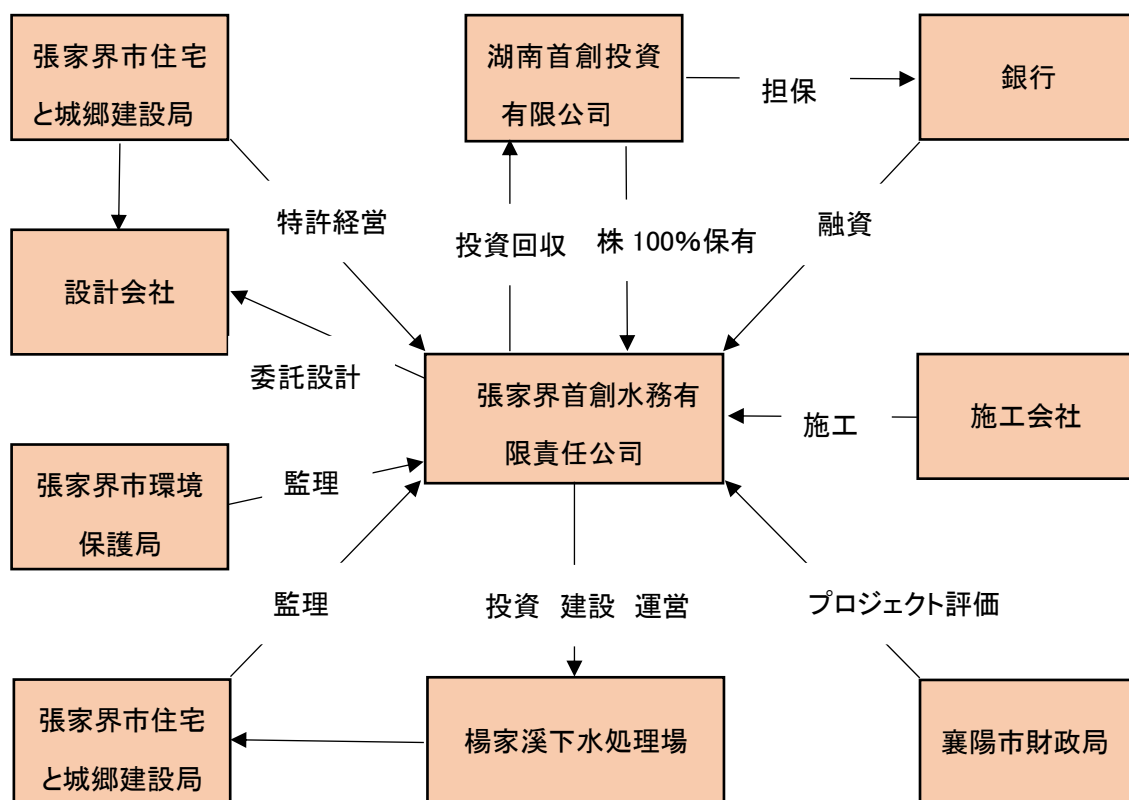 張家界市住宅
と城郷建設局
湖南首創投資
有限公司
担保
銀行
特許経営
投資回収
株 100%保有
融資
設計会社
委託設計
張家界首創水務有
限責任公司
施工
施工会社
張家界市環境
保護局
監理
監理
投資 建設 運営
プロジェクト評価
張家界市住宅
と城郷建設局
楊家溪下水処理場
襄陽市財政局